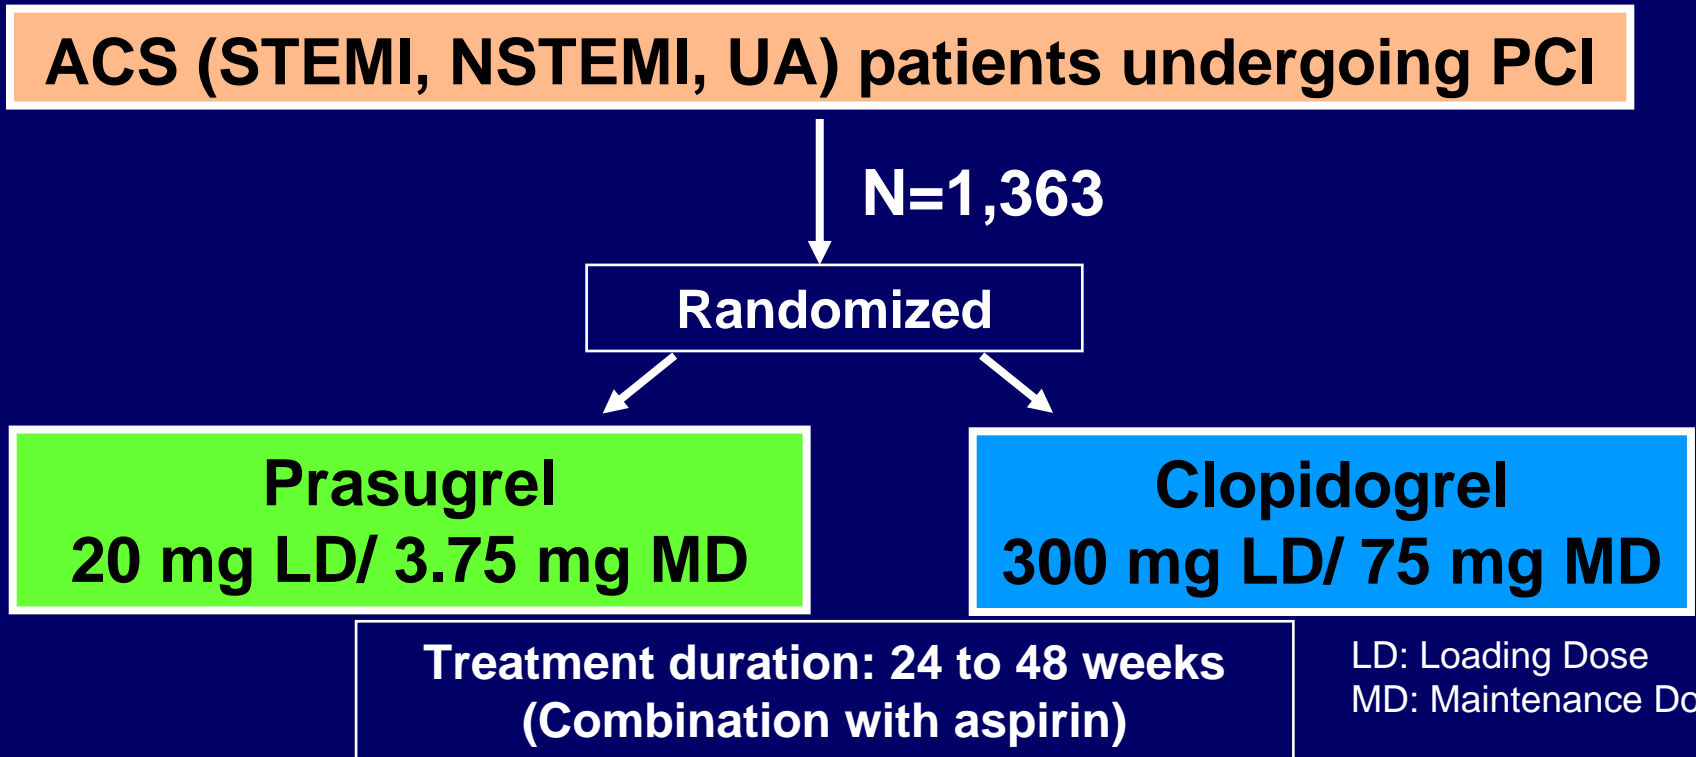 ACS (STEMI, NSTEMI, UA) patients undergoing PCI
N=1,363
Randomized
Prasugrel
20 mg LD/ 3.75 mg MD
Clopidogrel
300 mg LD/ 75 mg MD
Treatment duration: 24 to 48 weeks
(Combination with aspirin)
LD: Loading Dose
MD: Maintenance Do